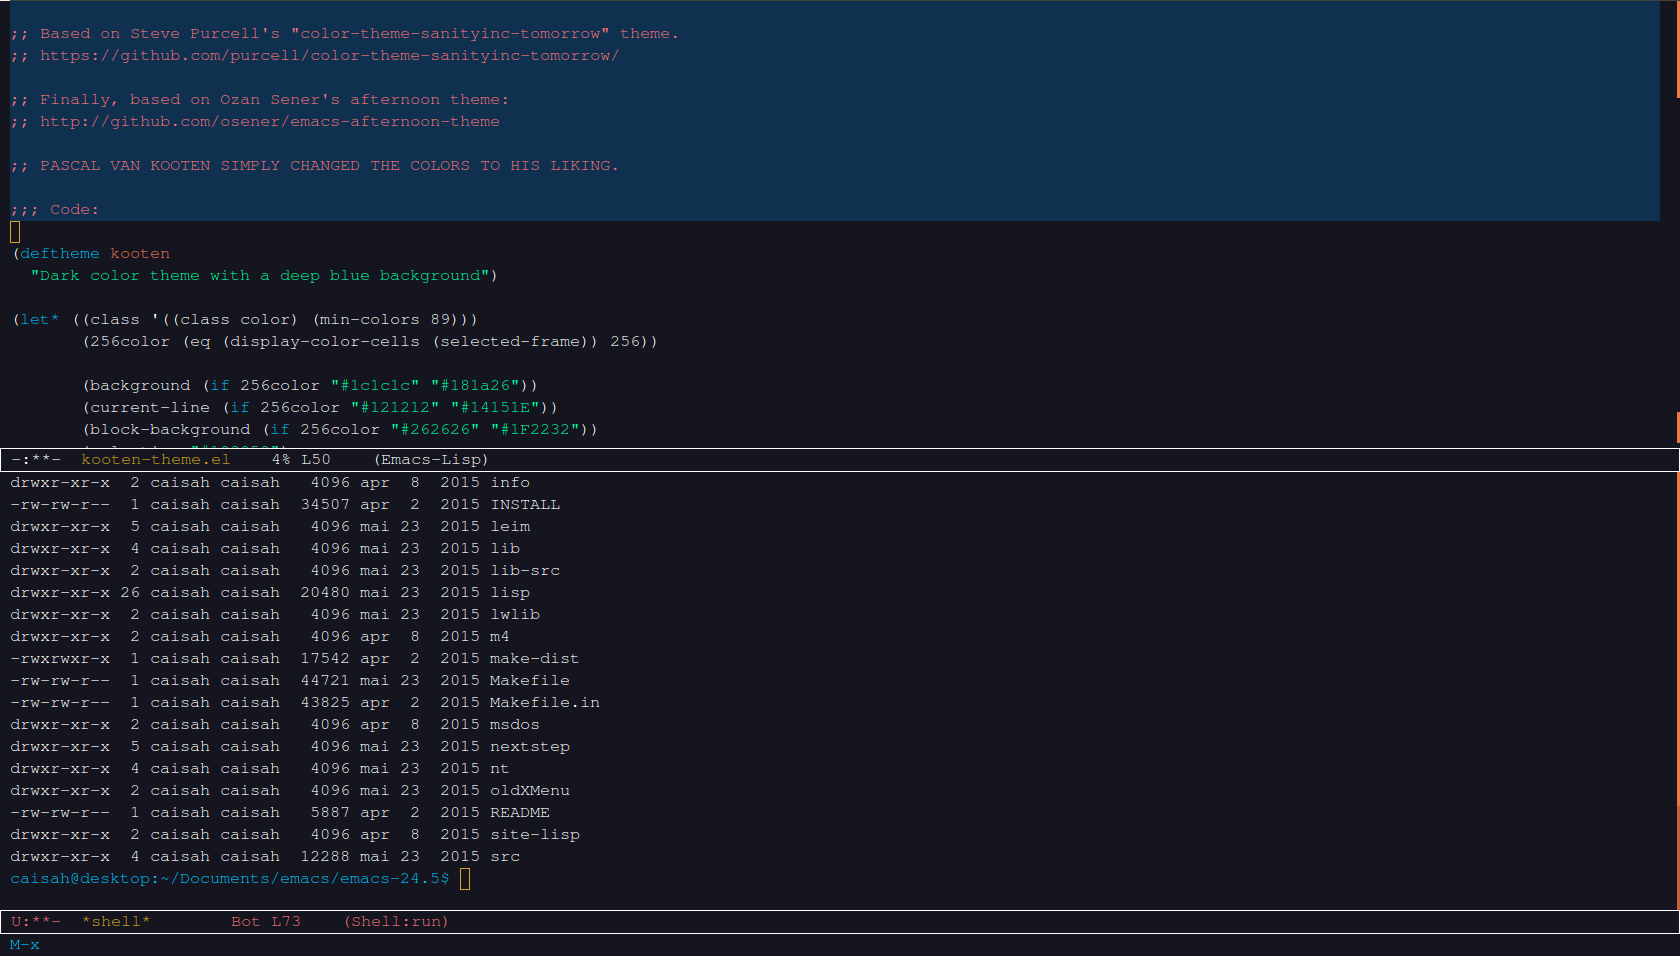 ;; Based on Steve Purcell's "color-theme-sanityinc-tomorrow" theme.
;; https://github.com/purcell/color-theme-sanityinc-tomorrow/
;; Finally, based on Ozan Sener's afternoon theme:
;; http://github.com/osener/emacs-afternoon-theme
;; PASCAL VAN KOOTEN SIMPLY CHANGED THE COLORS TO HIS LIKING.
;;; Code:
(deftheme kooten
  "Dark color theme with a deep blue background")
(let* ((class '((class color) (min-colors 89)))
       (256color (eq (display-color-cells (selected-frame)) 256))
       (background (if 256color "#1c1c1c" "#181a26"))
       (current-line (if 256color "#121212" "#14151E"))
       (block-background (if 256color "#262626" "#1F2232"))
-:**-  kooten-theme.el    4% L50    (Emacs-Lisp)
drwxr-xr-x  2 caisah caisah   4096 apr  8  2015 info
-rw-rw-r--  1 caisah caisah  34507 apr  2  2015 INSTALL
drwxr-xr-x  5 caisah caisah   4096 mai 23  2015 leim
drwxr-xr-x  4 caisah caisah   4096 mai 23  2015 lib
drwxr-xr-x  2 caisah caisah   4096 mai 23  2015 lib-src
drwxr-xr-x 26 caisah caisah  20480 mai 23  2015 lisp
drwxr-xr-x  2 caisah caisah   4096 mai 23  2015 lwlib
drwxr-xr-x  2 caisah caisah   4096 apr  8  2015 m4
-rwxrwxr-x  1 caisah caisah  17542 apr  2  2015 make-dist
-rw-rw-r--  1 caisah caisah  44721 mai 23  2015 Makefile
-rw-rw-r--  1 caisah caisah  43825 apr  2  2015 Makefile.in
drwxr-xr-x  2 caisah caisah   4096 apr  8  2015 msdos
drwxr-xr-x  5 caisah caisah   4096 mai 23  2015 nextstep
drwxr-xr-x  4 caisah caisah   4096 mai 23  2015 nt
drwxr-xr-x  2 caisah caisah   4096 mai 23  2015 oldXMenu
-rw-rw-r--  1 caisah caisah   5887 apr  2  2015 README
drwxr-xr-x  2 caisah caisah   4096 apr  8  2015 site-lisp
drwxr-xr-x  4 caisah caisah  12288 mai 23  2015 src
caisah@desktop:~/Documents/emacs/emacs-24.5$
U:**-  *shell*        Bot L73    (Shell:run)
M-x